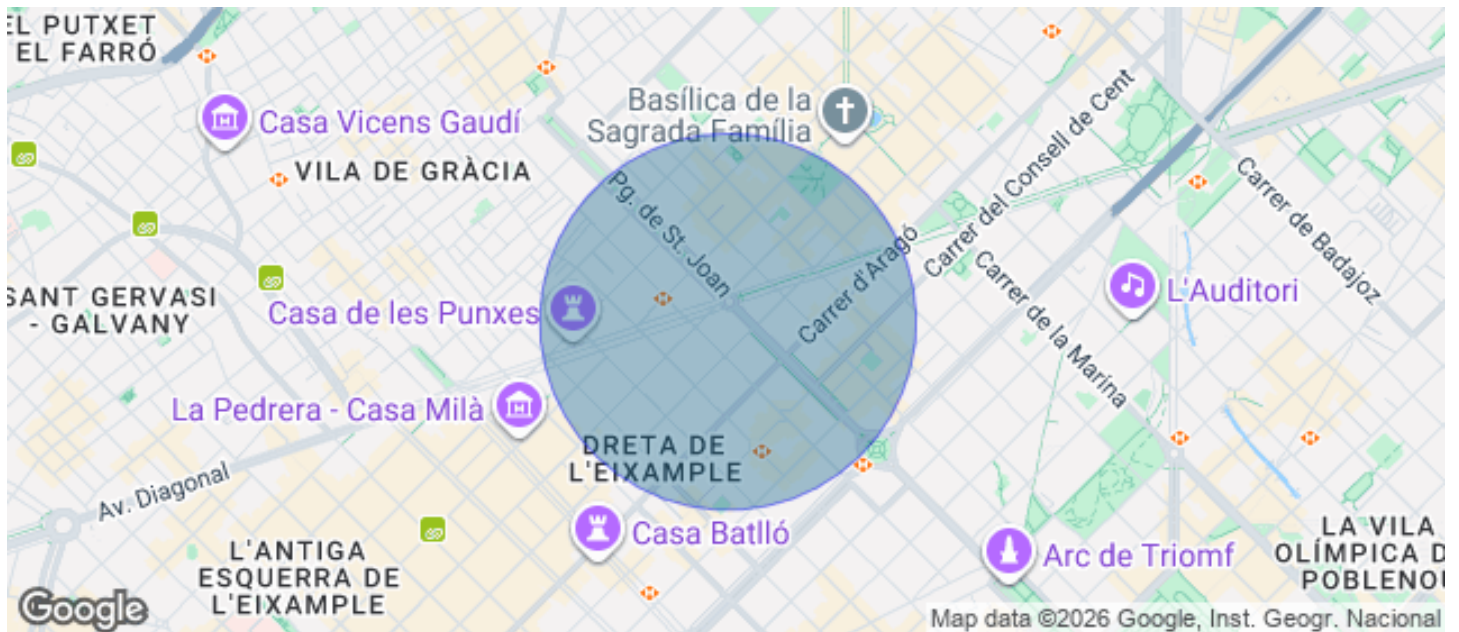 EL PUTXET
EL FARRÓ
Casa Vicens Gaudí
VILA DE GRÀCIA
Basílica de la
Sagrada Família
Carrer del Consell de Cent
Carrer de Badajoz
Pg. de St. Joan
Carrer d'Aragó
Carrer de la Marina
L'Auditori
SANT GERVASI
- GALVANY
Casa de les Punxes
La Pedrera - Casa Milà
DRETA DE
L'EIXAMPLE
Av. Diagonal
Casa Batlló
L'ANTIGA
ESQUERRA DE
L'EIXAMPLE
Arc de Triomf
LA VILA
OLÍMPICA D
POBLENOU
Google
Map data ©2026 Google, Inst. Geogr. Nacional